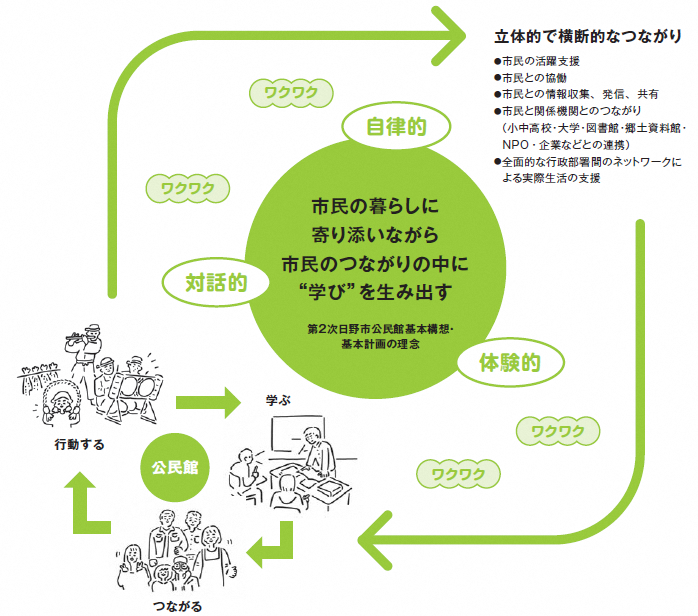 立体的で横断的なつながり
●市民の活躍支援
●市民との協働
●市民との情報収集、発信、共有
●市民と関係機関とのつながり
（小中高校・大学・図書館・郷土資料館・
NPO・企業などとの連携）
●全面的な行政部署間のネットワークに
よる実際生活の支援
ワクワク
自律的
ワクワク
市民の暮らしに
寄り添いながら
市民のつながりの中に
“学び”を生み出す
対話的
第2次日野市公民館基本構想・
基本計画の理念
体験的
学ぶ
ワクワク
行動する
公民館
ワクワク
つながる